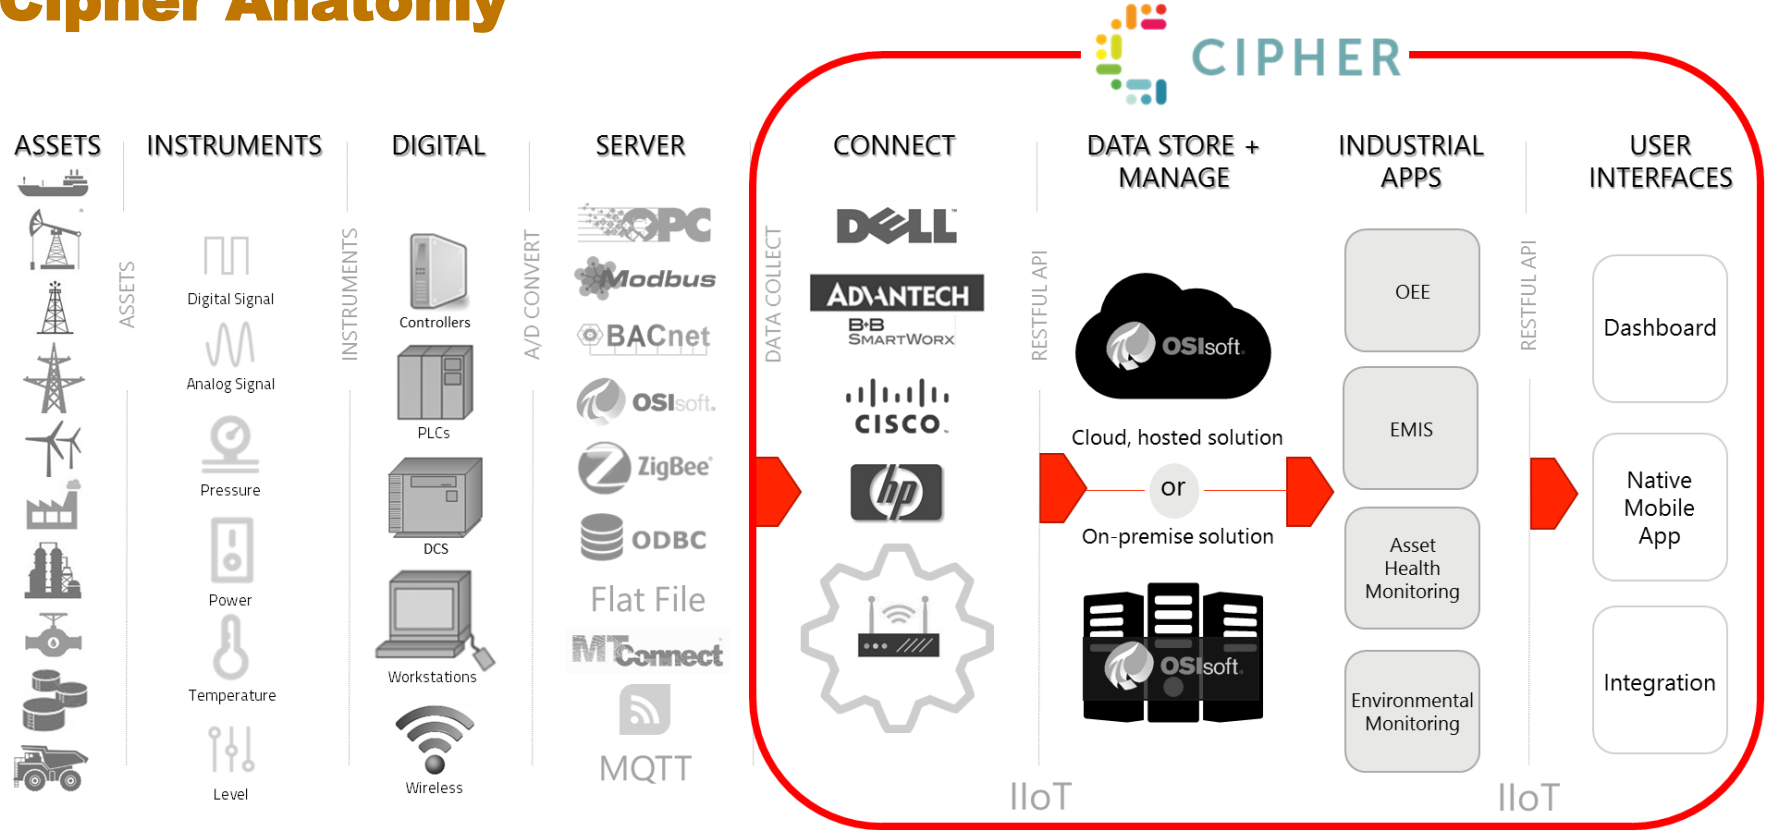 Cipher Anatomy
CIPHER
ASSETS
INSTRUMENTS
DIGITAL
SERVER
CONNECT
DATA STORE +
MANAGE
INDUSTRIAL
APPS
USER
INTERFACES
ASSETS
Digital Signal
Analog Signal
Pressure
Power
Temperature
Level
INSTRUMENTS
Controllers
PLCs
DCS
Workstations
Wireless
A/D CONVERT
OPC
Modbus
BACnet
OSIsoft.
ZigBee®
ODBC
Flat File
MTConnect
MQTT
DATA COLLECT
DELL™
ADVANTECH
B+B
SMARTWORX
CISCO.
hp
RESTFUL API
OSIsoft.
Cloud, hosted solution
or
On-premise solution
OSIsoft.
OEE
EMIS
Asset
Health
Monitoring
Environmental
Monitoring
RESTFUL API
Dashboard
Native
Mobile
App
Integration
IIoT
IIoT